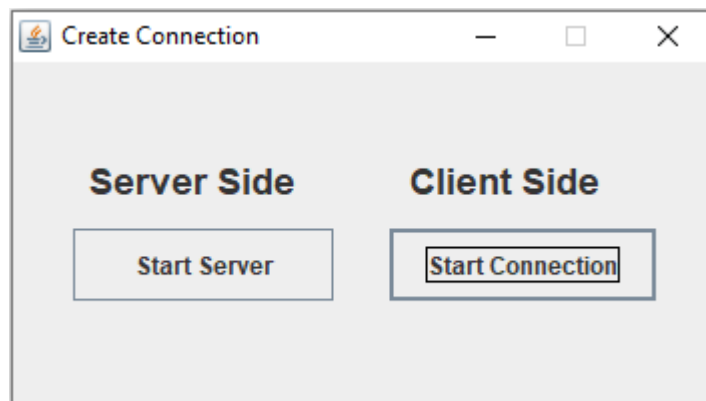 Create Connection
Server Side
Client Side
Start Server
Start Connection